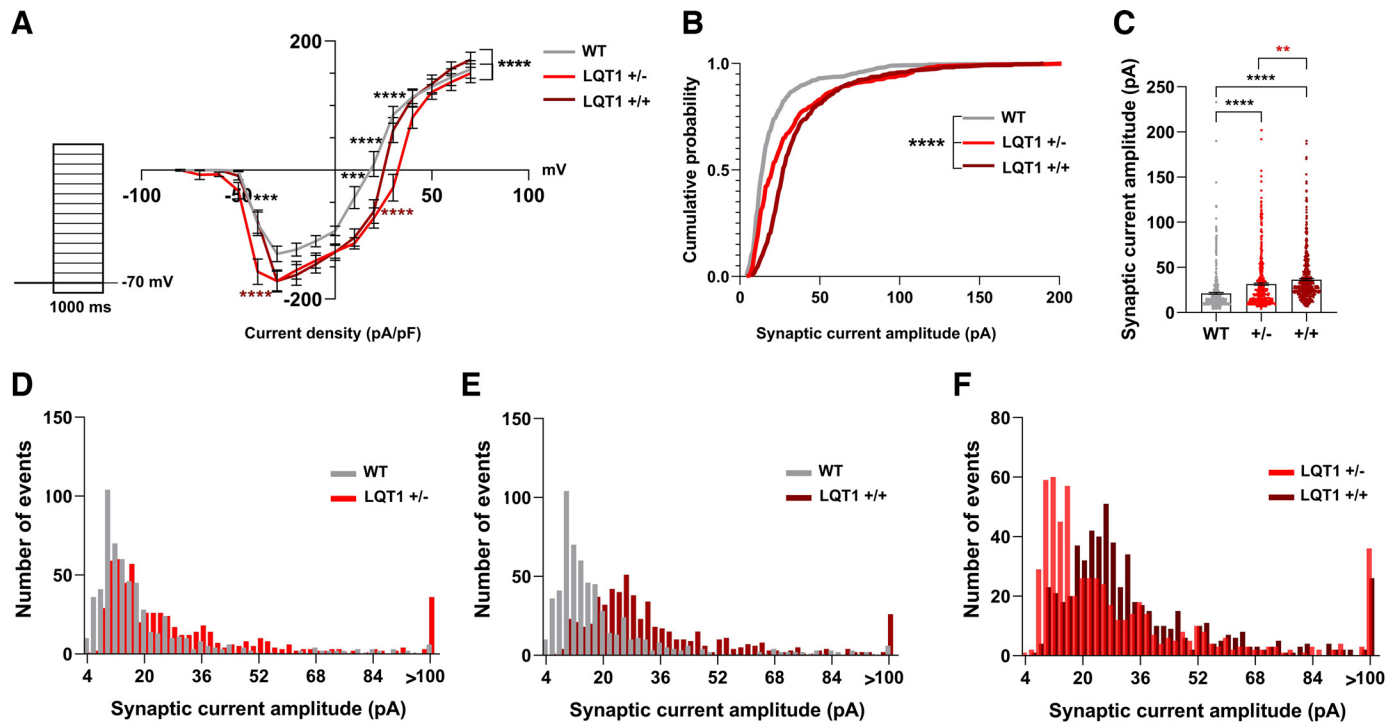 A
200
WT
LQT1 +/-
LQT1 +/+
****
****
****
***
mV
-100
-50
50
100
***
****
****
-200
-70 mV
1000 ms
Current density (pA/pF)
B
Cumulative probability
1.0
0.5
0.0
0
50
100
150
200
Synaptic current amplitude (pA)
****
WT
LQT1 +/-
LQT1 +/+
C
Synaptic current amplitude (pA)
250
200
150
100
50
0
**
****
****
WT
+/-
+/+
D
Number of events
150
100
50
0
WT
LQT1 +/-
4
20
36
52
68
84
>100
Synaptic current amplitude (pA)
E
Number of events
150
100
50
0
WT
LQT1 +/+
4
20
36
52
68
84
>100
Synaptic current amplitude (pA)
F
Number of events
80
60
40
20
0
LQT1 +/-
LQT1 +/+
4
20
36
52
68
84
>100
Synaptic current amplitude (pA)